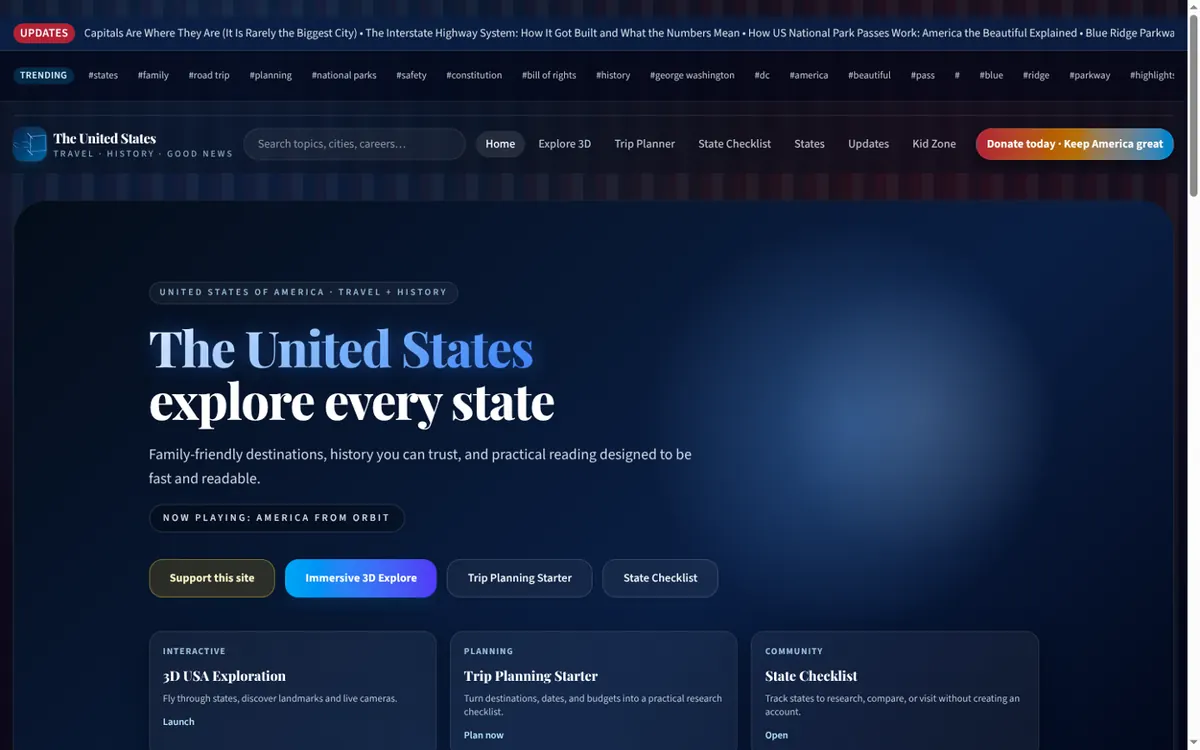 UPDATES Capitals Are Where They Are (It Is Rarely the Biggest City) • The Interstate Highway System: How It Got Built and What the Numbers Mean • How US National Park Passes Work: America the Beautiful Explained • Blue Ridge Parkwa
TRENDING #states #family #road trip #planning #national parks #safety #constitution #bill of rights #history #george washington #dc #america #beautiful #pass # #blue #ridge #parkway #highlights
The United States
TRAVEL · HISTORY · GOOD NEWS
Search topics, cities, careers…
Home Explore 3D Trip Planner State Checklist States Updates Kid Zone Donate today · Keep America great
UNITED STATES OF AMERICA · TRAVEL + HISTORY
The United States
explore every state
Family-friendly destinations, history you can trust, and practical reading designed to be
fast and readable.
NOW PLAYING: AMERICA FROM ORBIT
Support this site Immersive 3D Explore Trip Planning Starter State Checklist
INTERACTIVE
3D USA Exploration
Fly through states, discover landmarks and live cameras.
Launch
PLANNING
Trip Planning Starter
Turn destinations, dates, and budgets into a practical research
checklist.
Plan now
COMMUNITY
State Checklist
Track states to research, compare, or visit without creating an
account.
Open